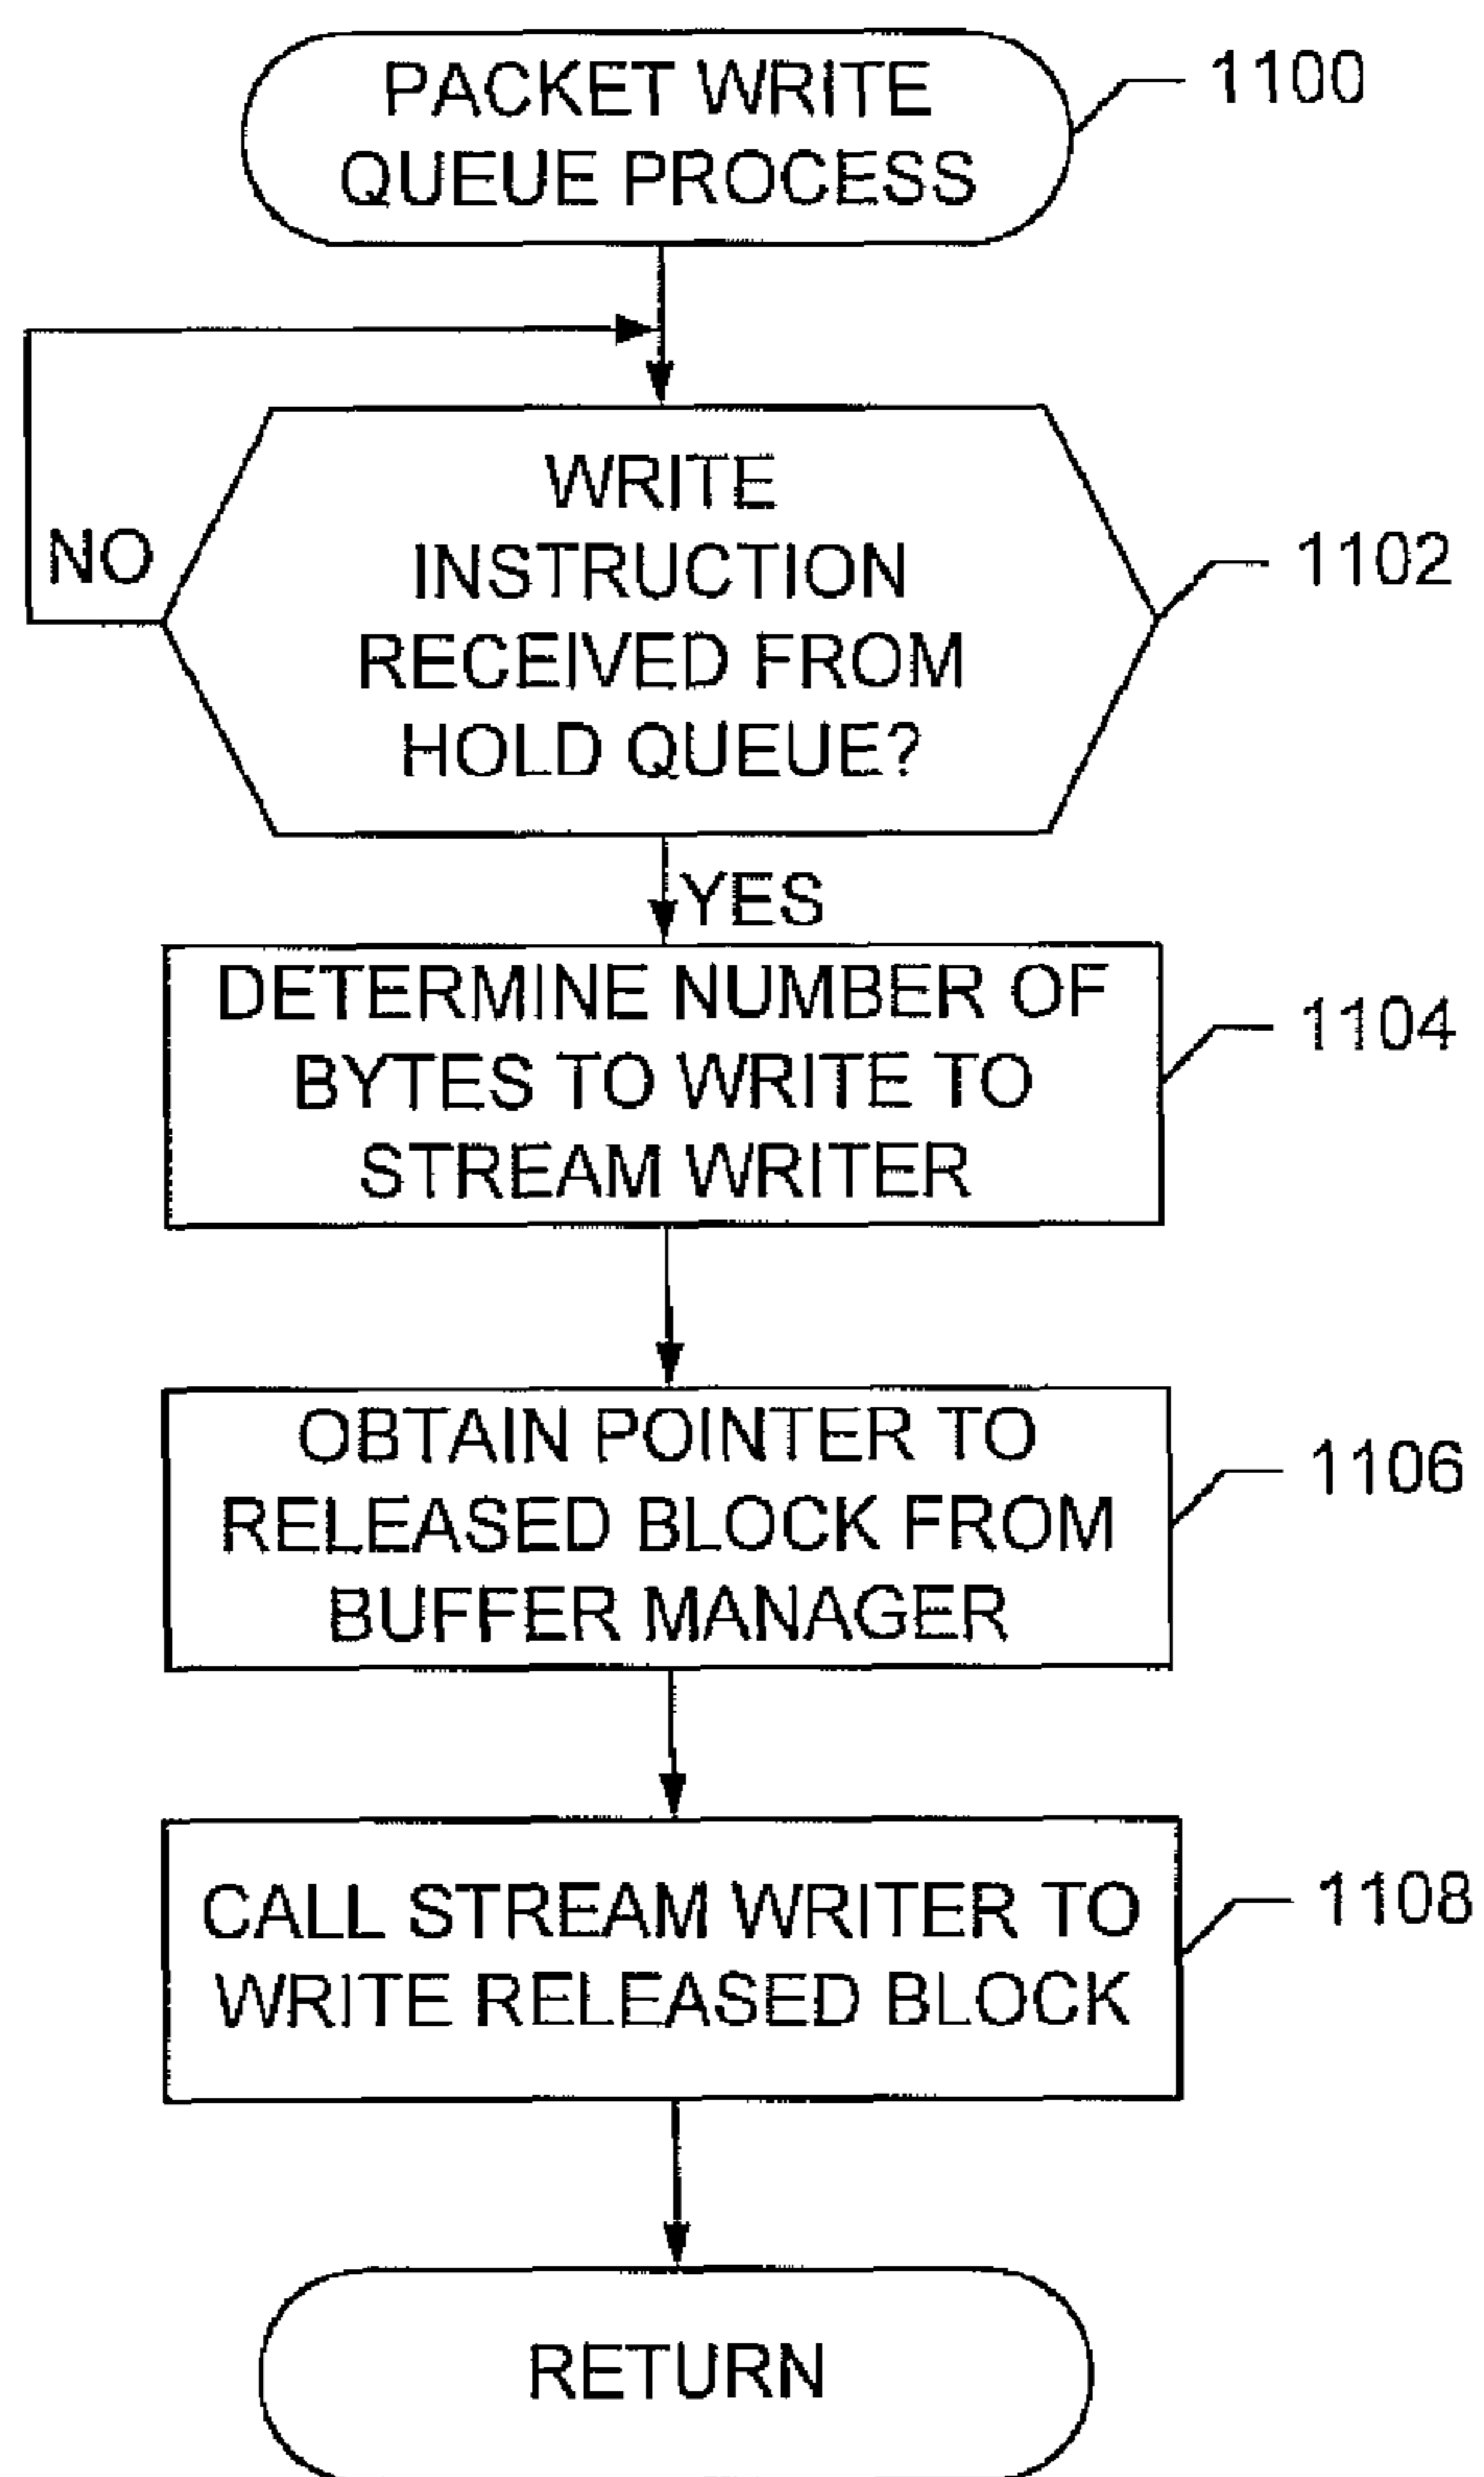 PACKET WRITE
QUEUE PROCESS
1100
WRITE
INSTRUCTION
RECEIVED FROM
HOLD QUEUE?
NO
1102
YES
DETERMINE NUMBER OF
BYTES TO WRITE TO
STREAM WRITER
1104
OBTAIN POINTER TO
RELEASED BLOCK FROM
BUFFER MANAGER
1106
CALL STREAM WRITER TO
WRITE RELEASED BLOCK
1108
RETURN